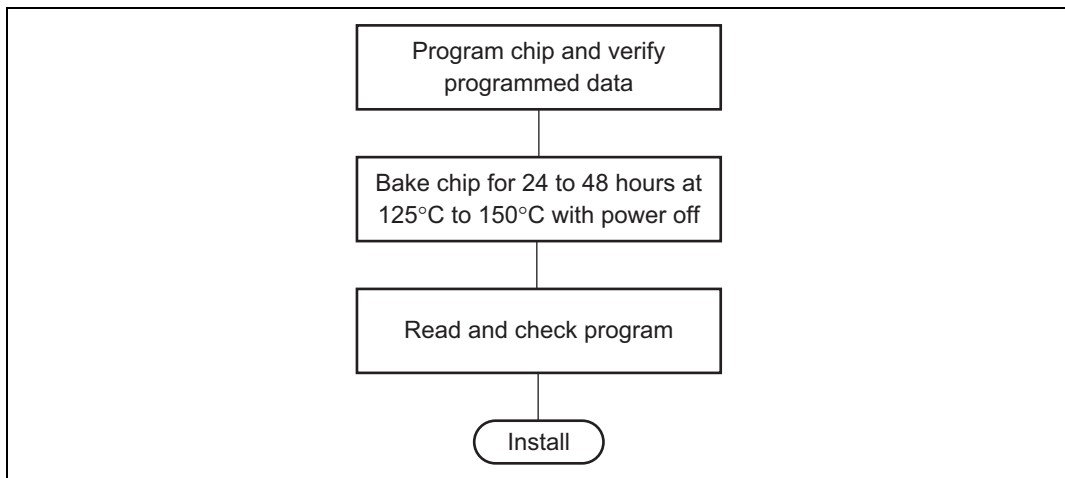 Program chip and verify
programmed data
Bake chip for 24 to 48 hours at
125°C to 150°C with power off
Read and check program
Install